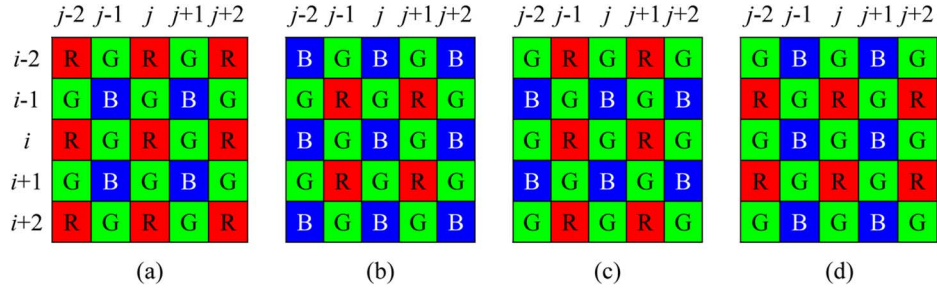 j-2 j-1 j j+1 j+2 j-2 j-1 j j+1 j+2 j-2 j-1 j j+1 j+2 j-2 j-1 j j+1 j+2
i-2 R G R G R B G B G B G R G R G G B G B G
i-1 G B G B G G R G R G B G B G B R G R G R
i R G R G R B G B G B G R G R G G B G B G
i+1 G B G B G G R G R G B G B G B R G R G R
i+2 R G R G R B G B G B G R G R G G B G B G
(a) (b) (c) (d)